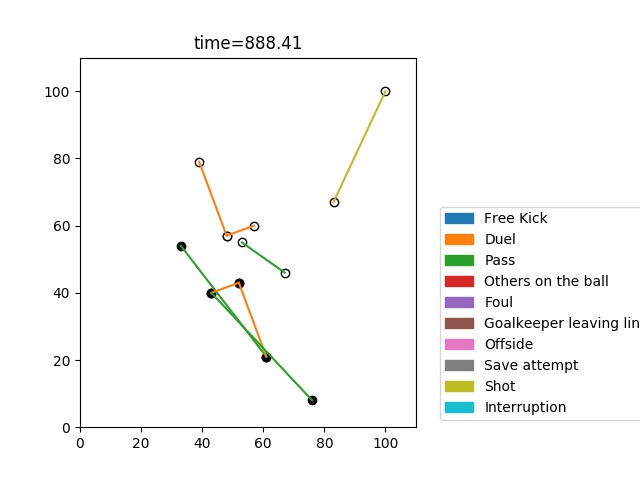 time=888.41
100
80
60
40
20
0
0 20 40 60 80 100
Free Kick
Duel
Pass
Others on the ball
Foul
Goalkeeper leaving lin
Offside
Save attempt
Shot
Interruption